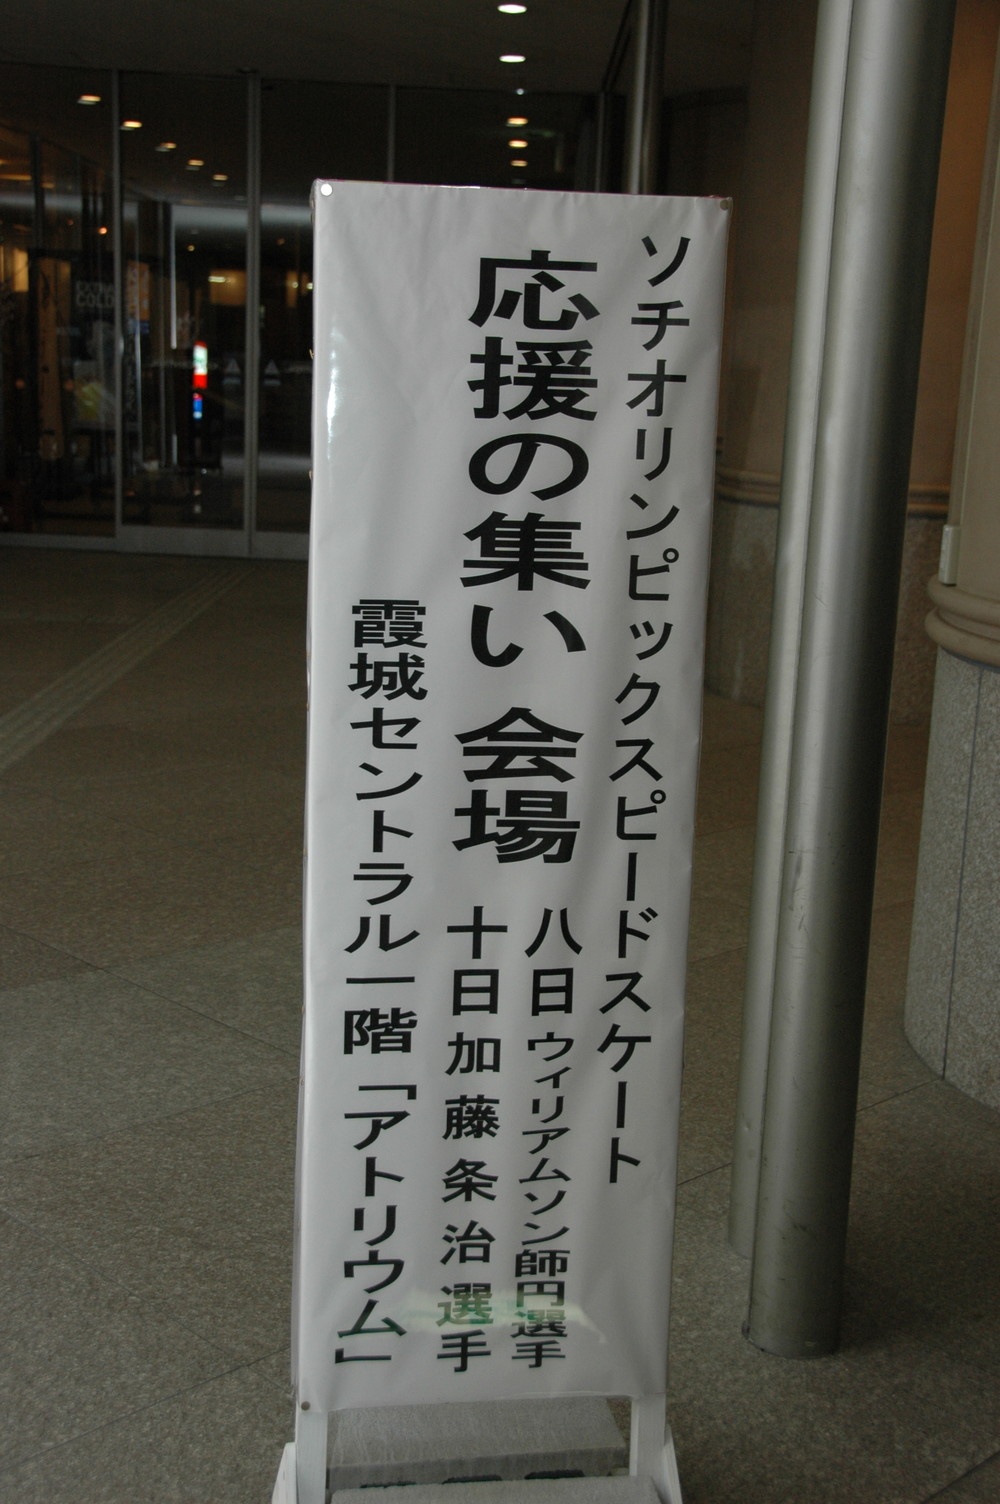 ソチオリンピックスピードスケート
応援の集い 会場
八日ウィリアムソン師円選手
十日加藤条治選手
霞城セントラル一階「アトリウム」
EXTRA
COLD